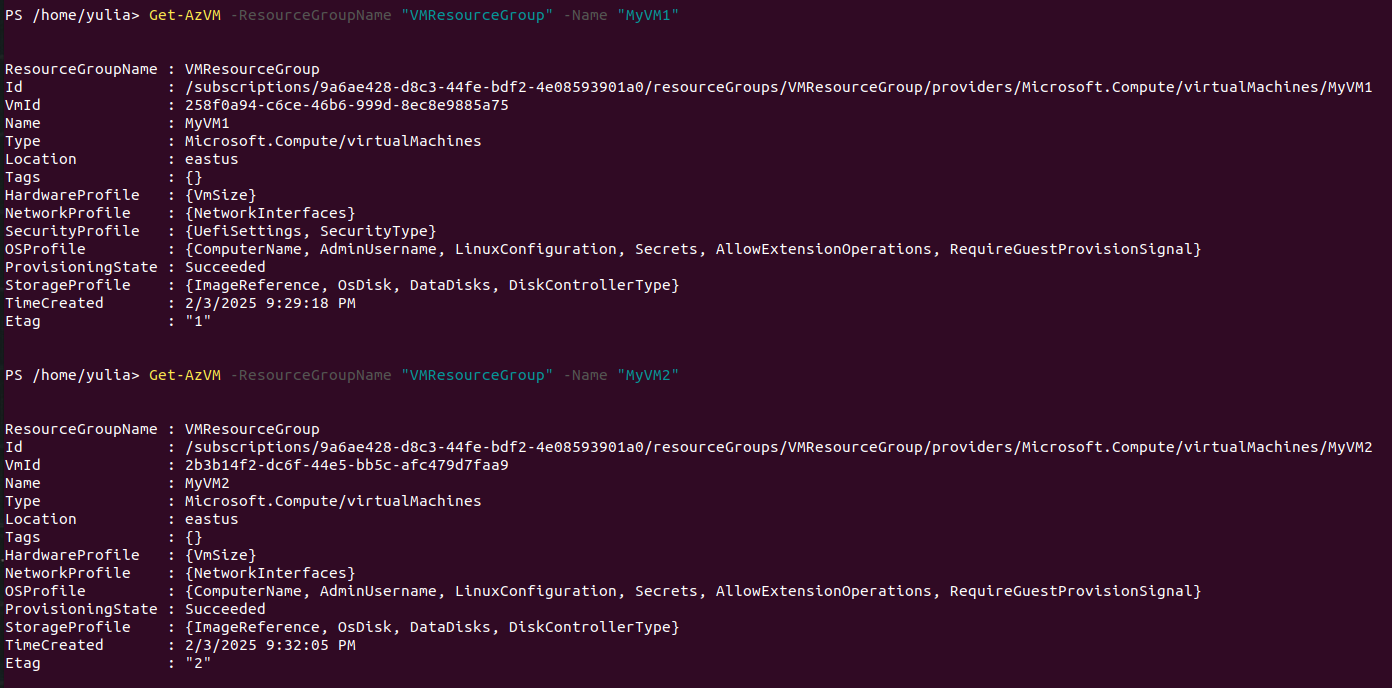 PS /home/yulia> Get-AzVM -ResourceGroupName "VMResourceGroup" -Name "MyVM1"
ResourceGroupName : VMResourceGroup
Id                : /subscriptions/9a6ae428-d8c3-44fe-bdf2-4e08593901a0/resourceGroups/VMResourceGroup/providers/Microsoft.Compute/virtualMachines/MyVM1
VmId              : 258f0a94-c6ce-46b6-999d-8ec8e9885a75
Name              : MyVM1
Type              : Microsoft.Compute/virtualMachines
Location          : eastus
Tags              : {}
HardwareProfile   : {VmSize}
NetworkProfile    : {NetworkInterfaces}
SecurityProfile   : {UefiSettings, SecurityType}
OSProfile         : {ComputerName, AdminUsername, LinuxConfiguration, Secrets, AllowExtensionOperations, RequireGuestProvisionSignal}
ProvisioningState : Succeeded
StorageProfile    : {ImageReference, OsDisk, DataDisks, DiskControllerType}
TimeCreated       : 2/3/2025 9:29:18 PM
Etag              : "1"
PS /home/yulia> Get-AzVM -ResourceGroupName "VMResourceGroup" -Name "MyVM2"
ResourceGroupName : VMResourceGroup
Id                : /subscriptions/9a6ae428-d8c3-44fe-bdf2-4e08593901a0/resourceGroups/VMResourceGroup/providers/Microsoft.Compute/virtualMachines/MyVM2
VmId              : 2b3b14f2-dc6f-44e5-bb5c-afc479d7faa9
Name              : MyVM2
Type              : Microsoft.Compute/virtualMachines
Location          : eastus
Tags              : {}
HardwareProfile   : {VmSize}
NetworkProfile    : {NetworkInterfaces}
OSProfile         : {ComputerName, AdminUsername, LinuxConfiguration, Secrets, AllowExtensionOperations, RequireGuestProvisionSignal}
ProvisioningState : Succeeded
StorageProfile    : {ImageReference, OsDisk, DataDisks, DiskControllerType}
TimeCreated       : 2/3/2025 9:32:05 PM
Etag              : "2"